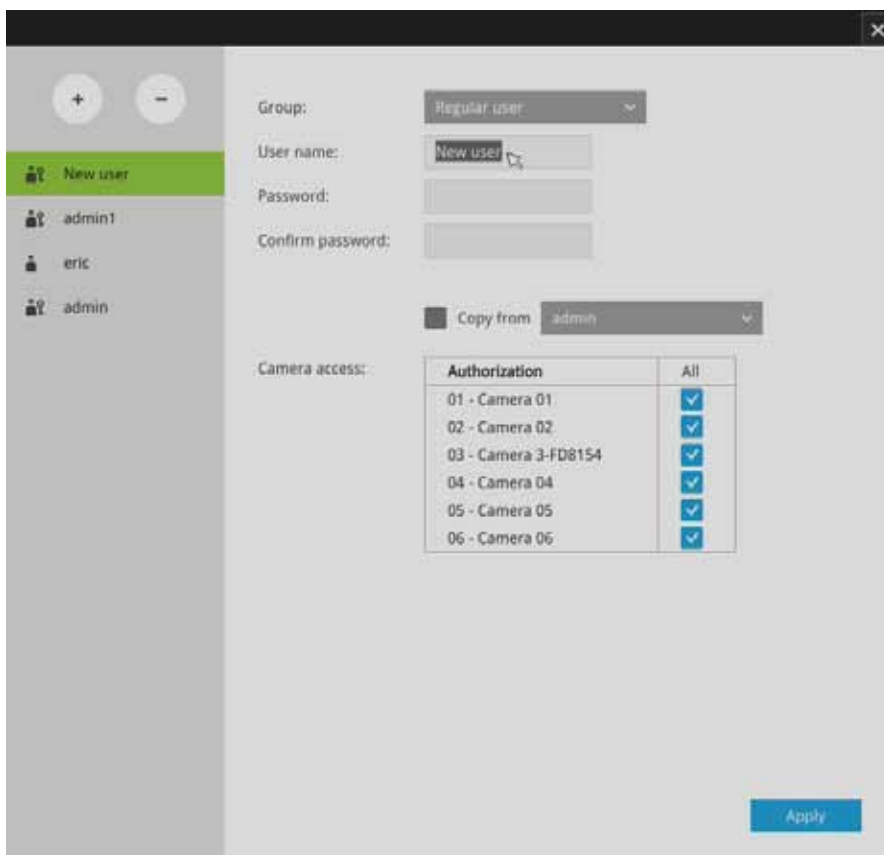 + -
New user
admin1
eric
admin
Group: Regular user
User name: New user
Password:
Confirm password:
Copy from admin
Camera access:
Authorization All
01 - Camera 01
02 - Camera 02
03 - Camera 3-FD8154
04 - Camera 04
05 - Camera 05
06 - Camera 06
Apply